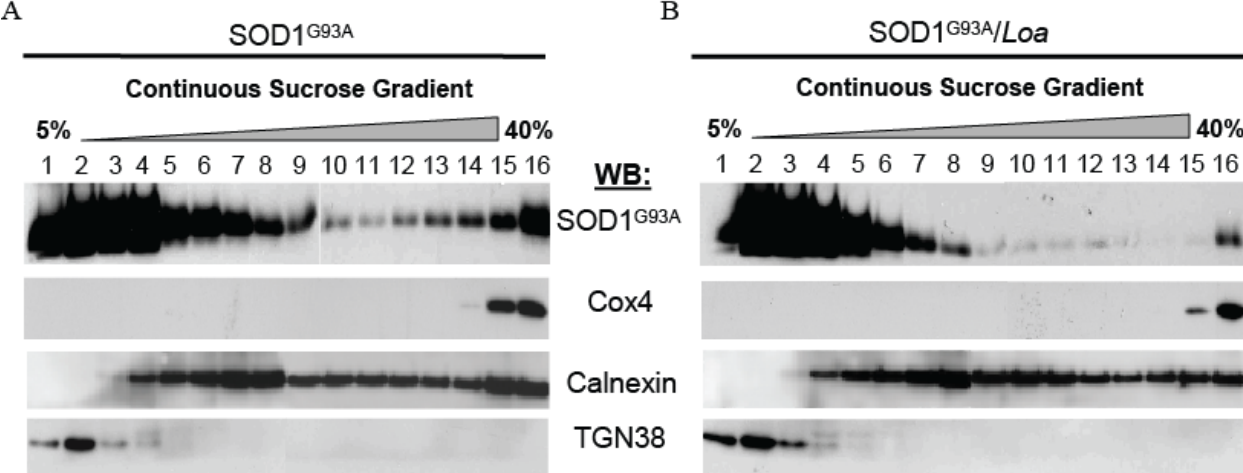 A
SOD1G93A
Continuous Sucrose Gradient
5% 40%
1 2 3 4 5 6 7 8 9 10 11 12 13 14 15 16
B
SOD1G93A/Loa
Continuous Sucrose Gradient
5% 40%
1 2 3 4 5 6 7 8 9 10 11 12 13 14 15 16
WB:
SOD1G93A
Cox4
Calnexin
TGN38